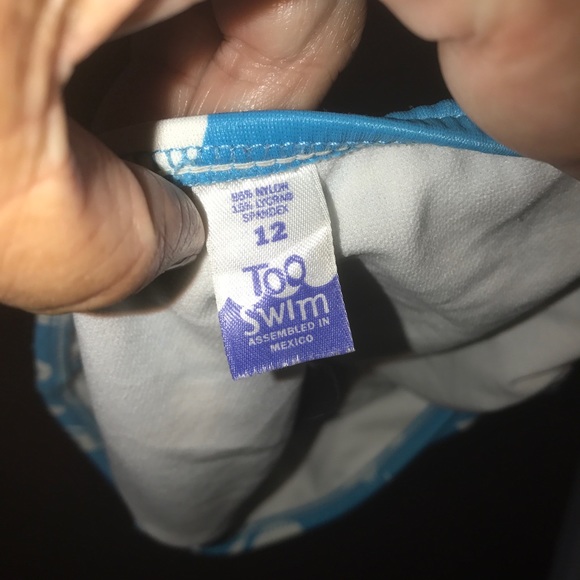 85% NYLON
15% LYCRA®
SPANDEX
12
TOO
SWIM
ASSEMBLED IN
MEXICO